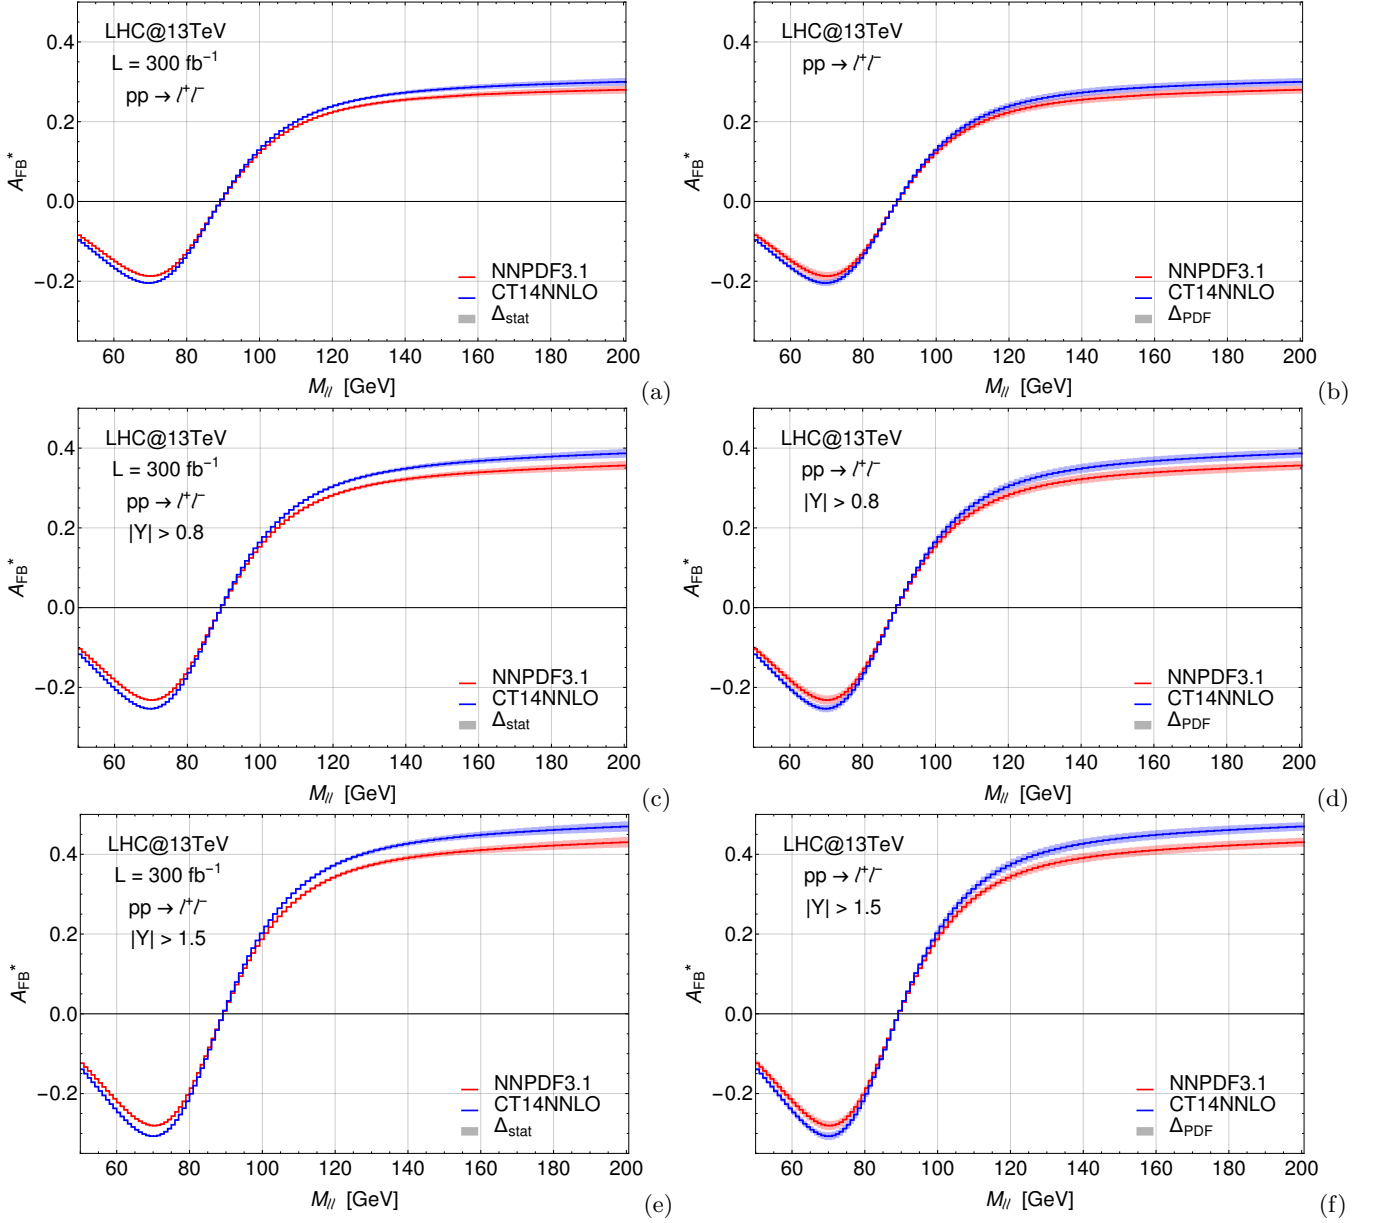 LHC@13TeV
L = 300 fb⁻¹
pp → l⁺l⁻
A_FB*
0.4
0.2
0.0
−0.2
NNPDF3.1
CT14NNLO
Δ_stat
60 80 100 120 140 160 180 200
M_ll [GeV]
(a)
LHC@13TeV
pp → l⁺l⁻
A_FB*
0.4
0.2
0.0
−0.2
NNPDF3.1
CT14NNLO
Δ_PDF
60 80 100 120 140 160 180 200
M_ll [GeV]
(b)
LHC@13TeV
L = 300 fb⁻¹
pp → l⁺l⁻
|Y| > 0.8
A_FB*
0.4
0.2
0.0
−0.2
NNPDF3.1
CT14NNLO
Δ_stat
60 80 100 120 140 160 180 200
M_ll [GeV]
(c)
LHC@13TeV
pp → l⁺l⁻
|Y| > 0.8
A_FB*
0.4
0.2
0.0
−0.2
NNPDF3.1
CT14NNLO
Δ_PDF
60 80 100 120 140 160 180 200
M_ll [GeV]
(d)
LHC@13TeV
L = 300 fb⁻¹
pp → l⁺l⁻
|Y| > 1.5
A_FB*
0.4
0.2
0.0
−0.2
NNPDF3.1
CT14NNLO
Δ_stat
60 80 100 120 140 160 180 200
M_ll [GeV]
(e)
LHC@13TeV
pp → l⁺l⁻
|Y| > 1.5
A_FB*
0.4
0.2
0.0
−0.2
NNPDF3.1
CT14NNLO
Δ_PDF
60 80 100 120 140 160 180 200
M_ll [GeV]
(f)